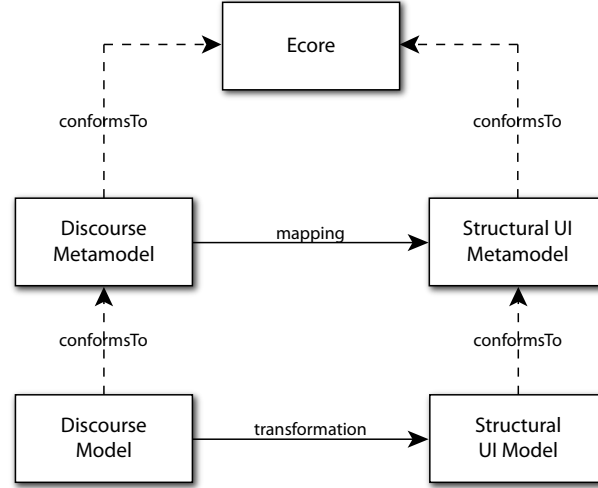 Ecore
conformsTo
conformsTo
Discourse
Metamodel
mapping
Structural UI
Metamodel
conformsTo
conformsTo
Discourse
Model
transformation
Structural
UI Model